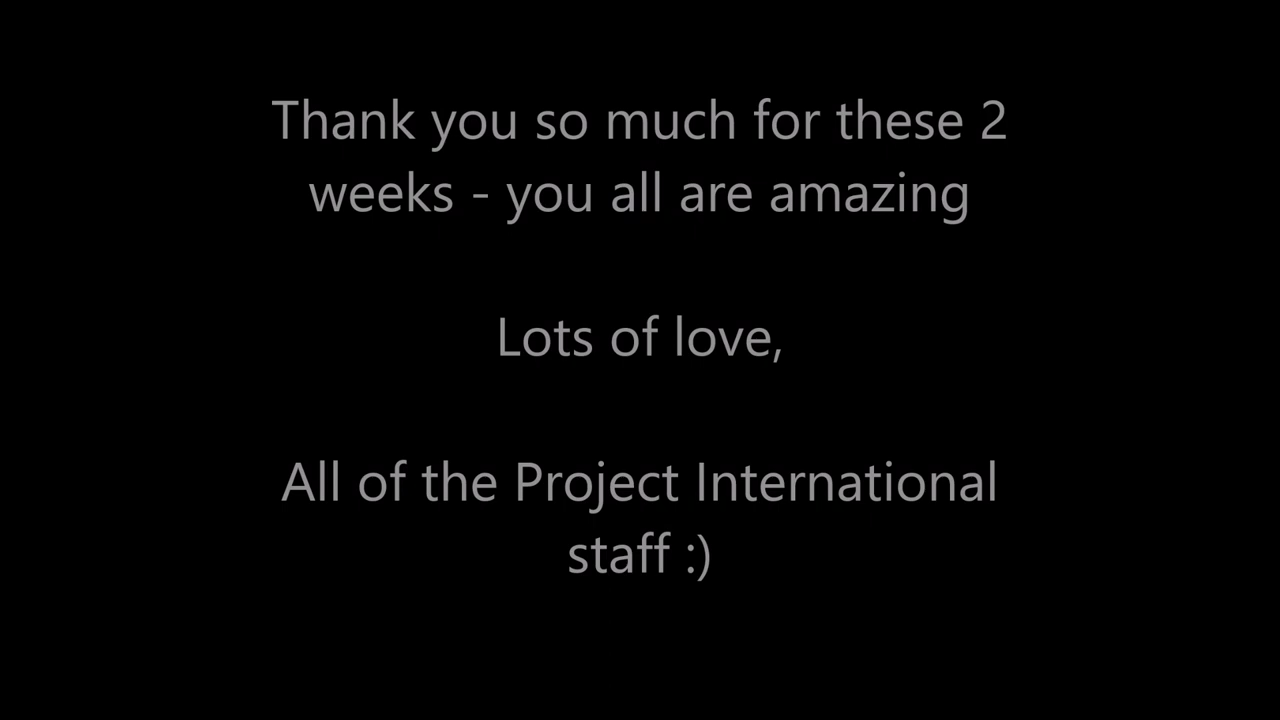 Thank you so much for these 2
weeks - you all are amazing
Lots of love,
All of the Project International
staff :)